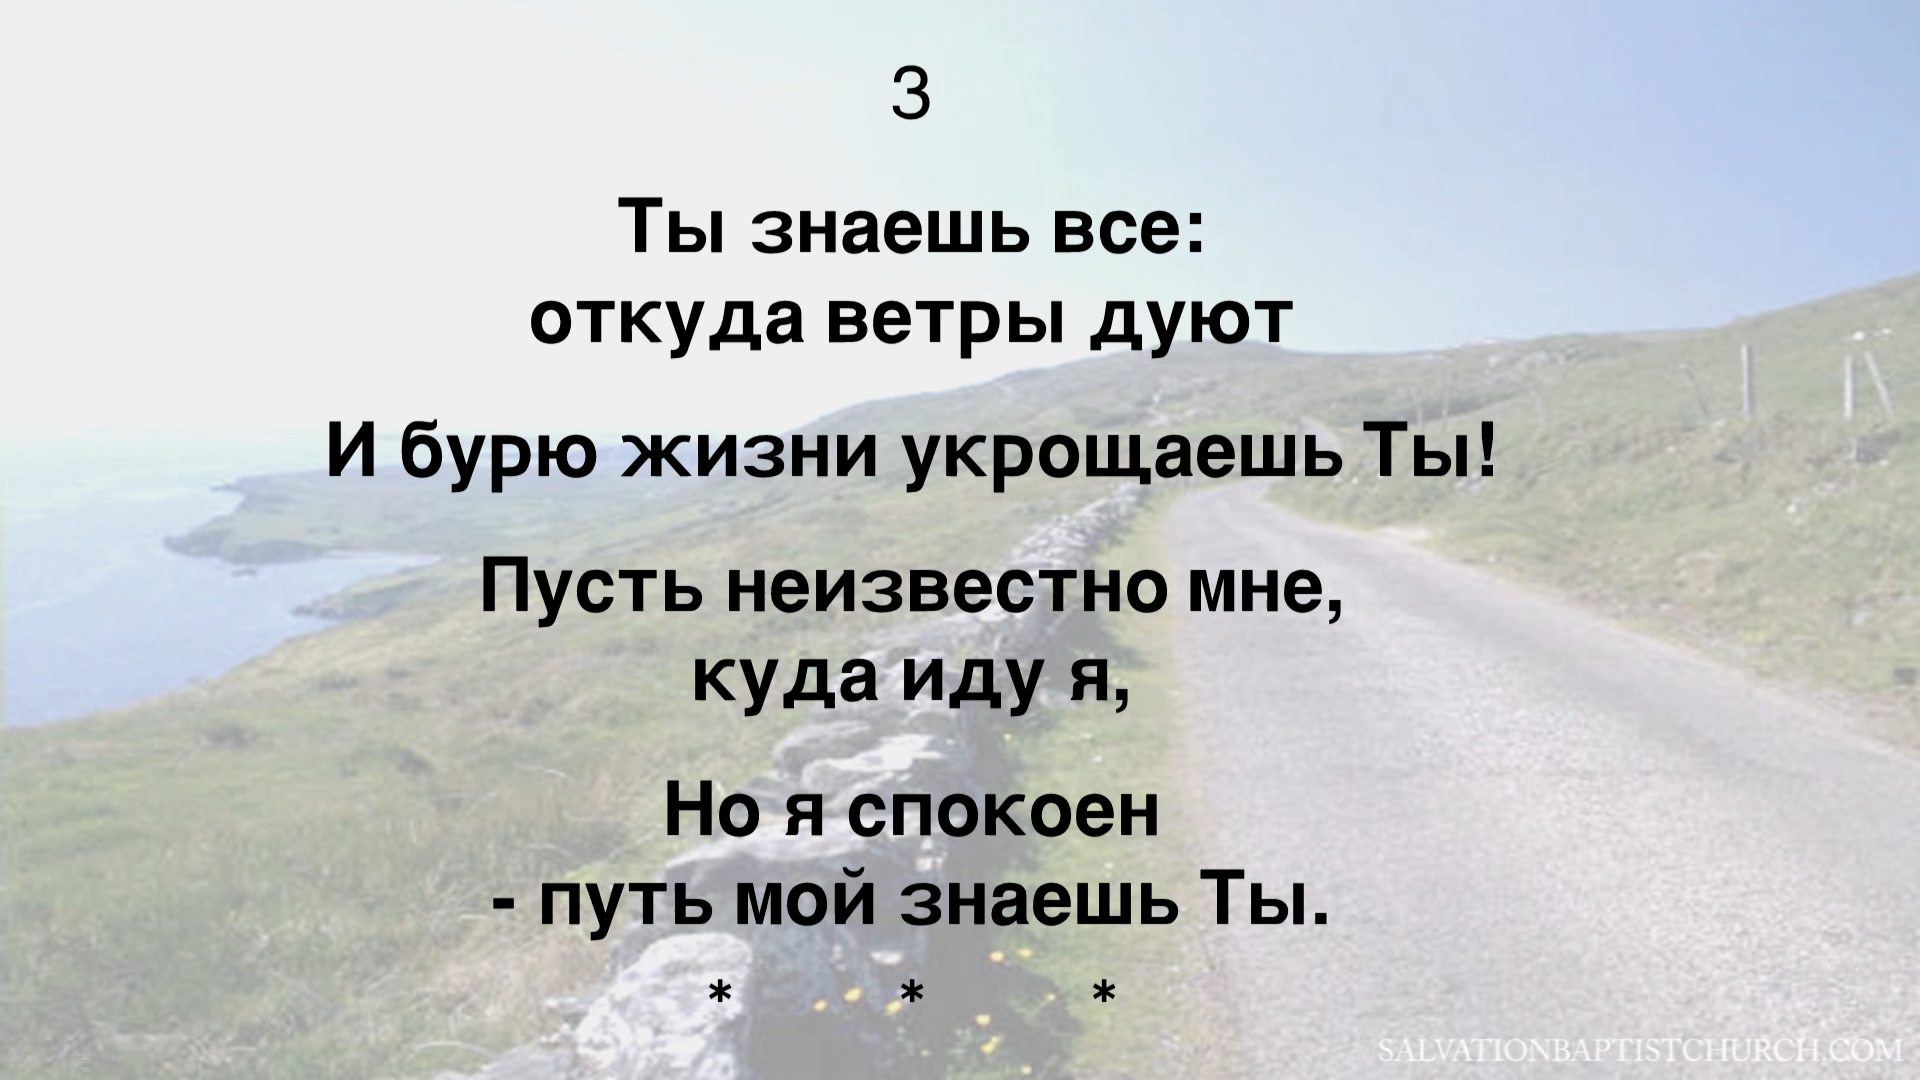 3
Ты знаешь все:
откуда ветры дуют
И бурю жизни укрощаешь Ты!
Пусть неизвестно мне,
куда иду я,
Но я спокоен
- путь мой знаешь Ты.
* * *
SALVATIONBAPTISTCHURCH.COM